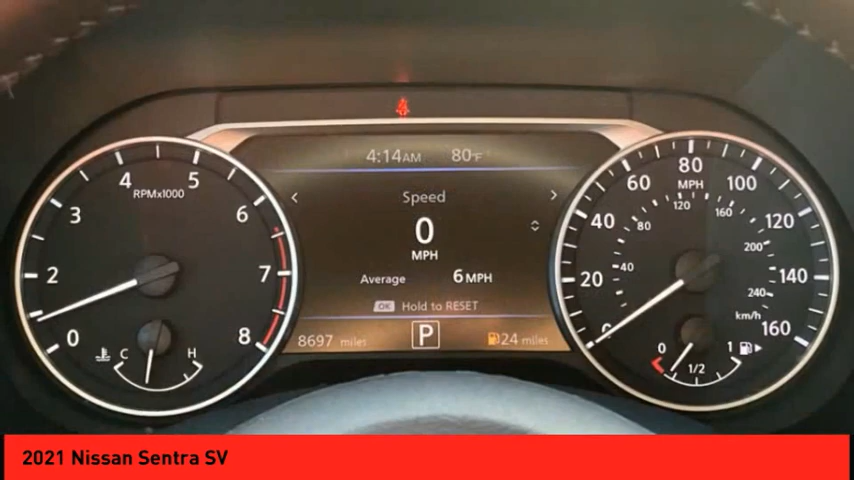 4:14AM 80°F
Speed
0
MPH
Average 6 MPH
OK Hold to RESET
8697 miles P 24 miles
0 2 3 4 5 6 7 8
RPMx1000
C H
0 20 40 60 80 100 120 140 160
MPH
40 80 120 160 200 240
km/h
0 1/2 1
2021 Nissan Sentra SV